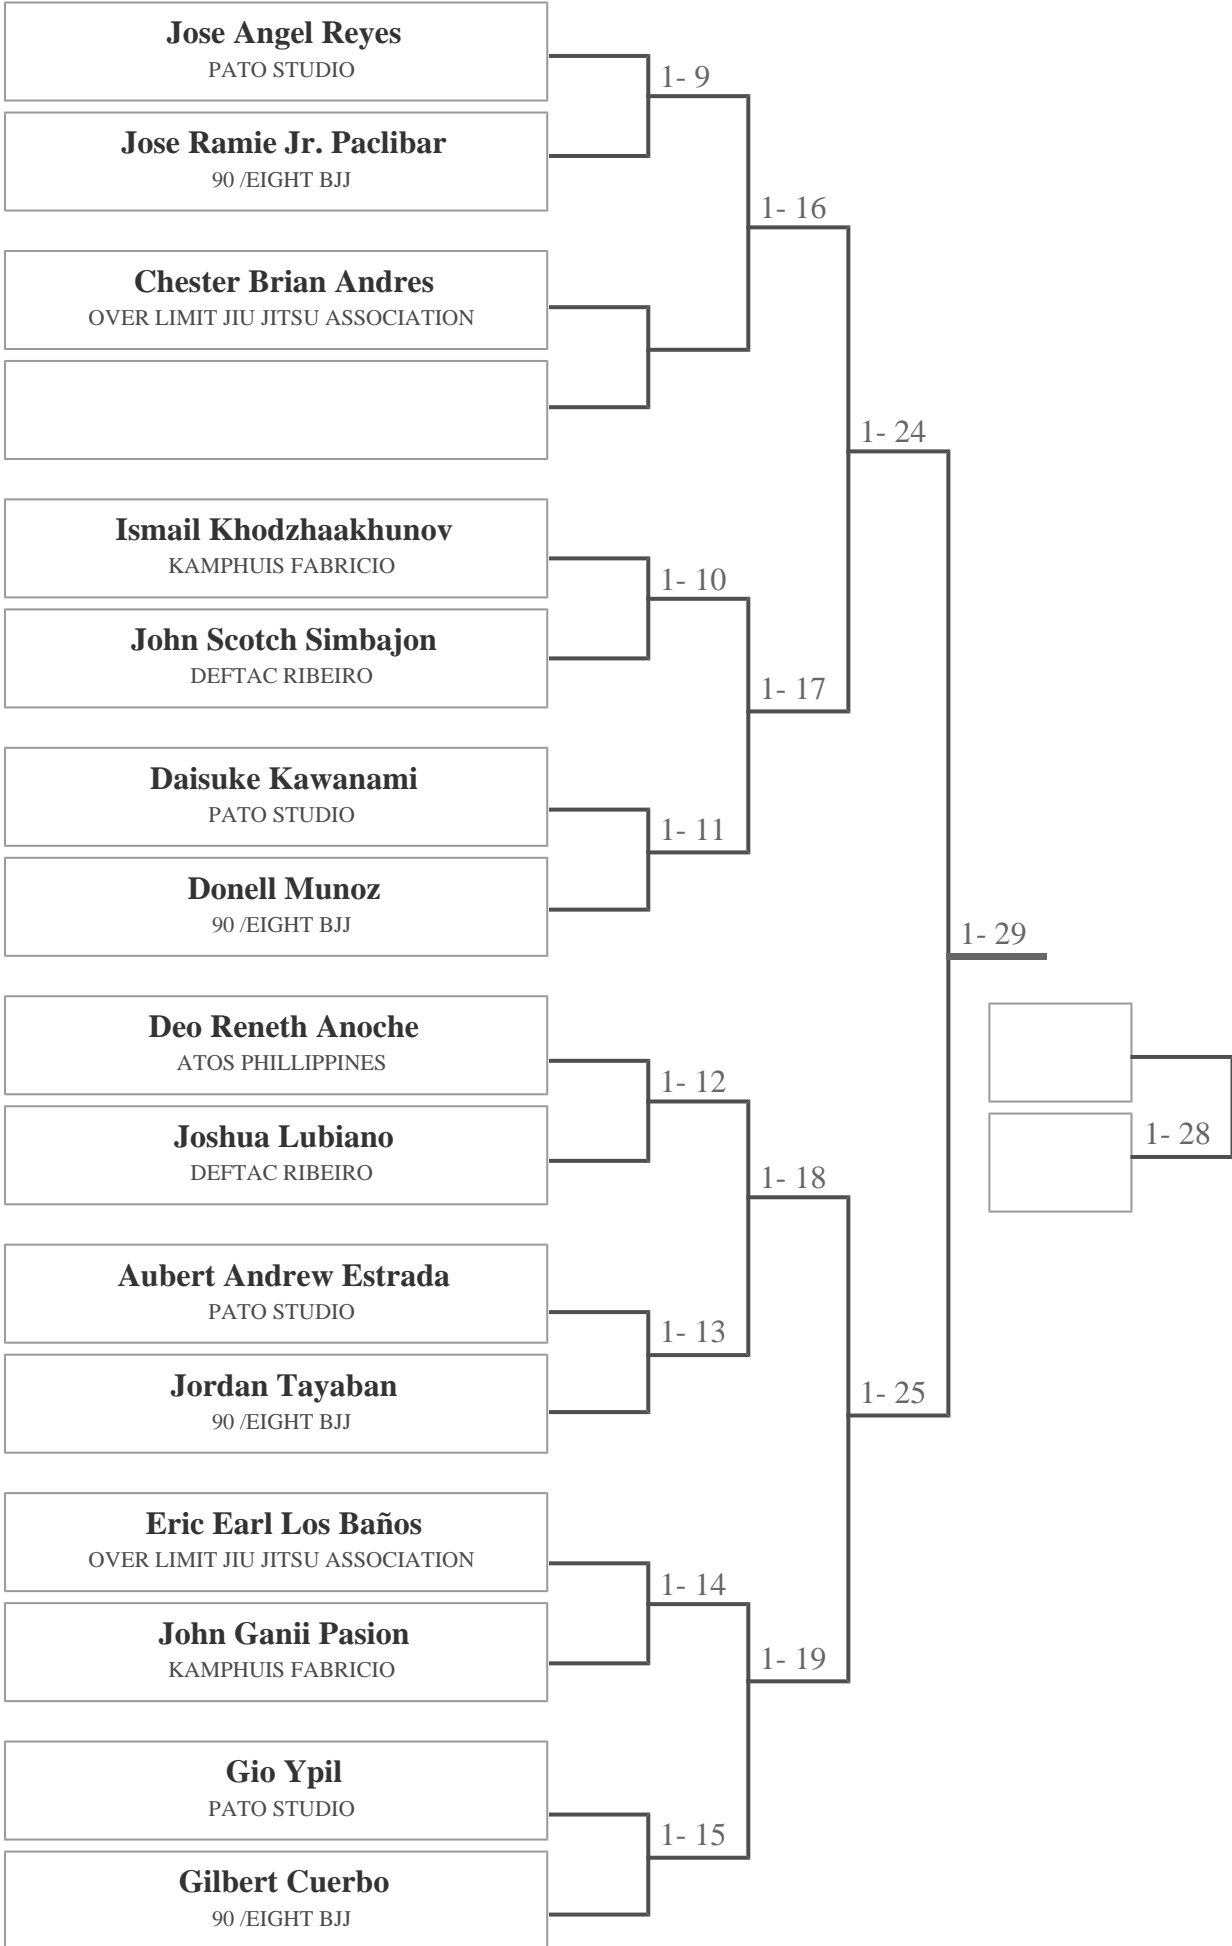 Jose Angel Reyes
PATO STUDIO
1- 9
Jose Ramie Jr. Paclibar
90 /EIGHT BJJ
1- 16
Chester Brian Andres
OVER LIMIT JIU JITSU ASSOCIATION
1- 24
Ismail Khodzhaakhunov
KAMPHUIS FABRICIO
1- 10
John Scotch Simbajon
DEFTAC RIBEIRO
1- 17
Daisuke Kawanami
PATO STUDIO
1- 11
Donell Munoz
90 /EIGHT BJJ
1- 29
Deo Reneth Anoche
ATOS PHILLIPPINES
1- 12
Joshua Lubiano
DEFTAC RIBEIRO
1- 28
1- 18
Aubert Andrew Estrada
PATO STUDIO
1- 13
Jordan Tayaban
90 /EIGHT BJJ
1- 25
Eric Earl Los Baños
OVER LIMIT JIU JITSU ASSOCIATION
1- 14
John Ganii Pasion
KAMPHUIS FABRICIO
1- 19
Gio Ypil
PATO STUDIO
1- 15
Gilbert Cuerbo
90 /EIGHT BJJ